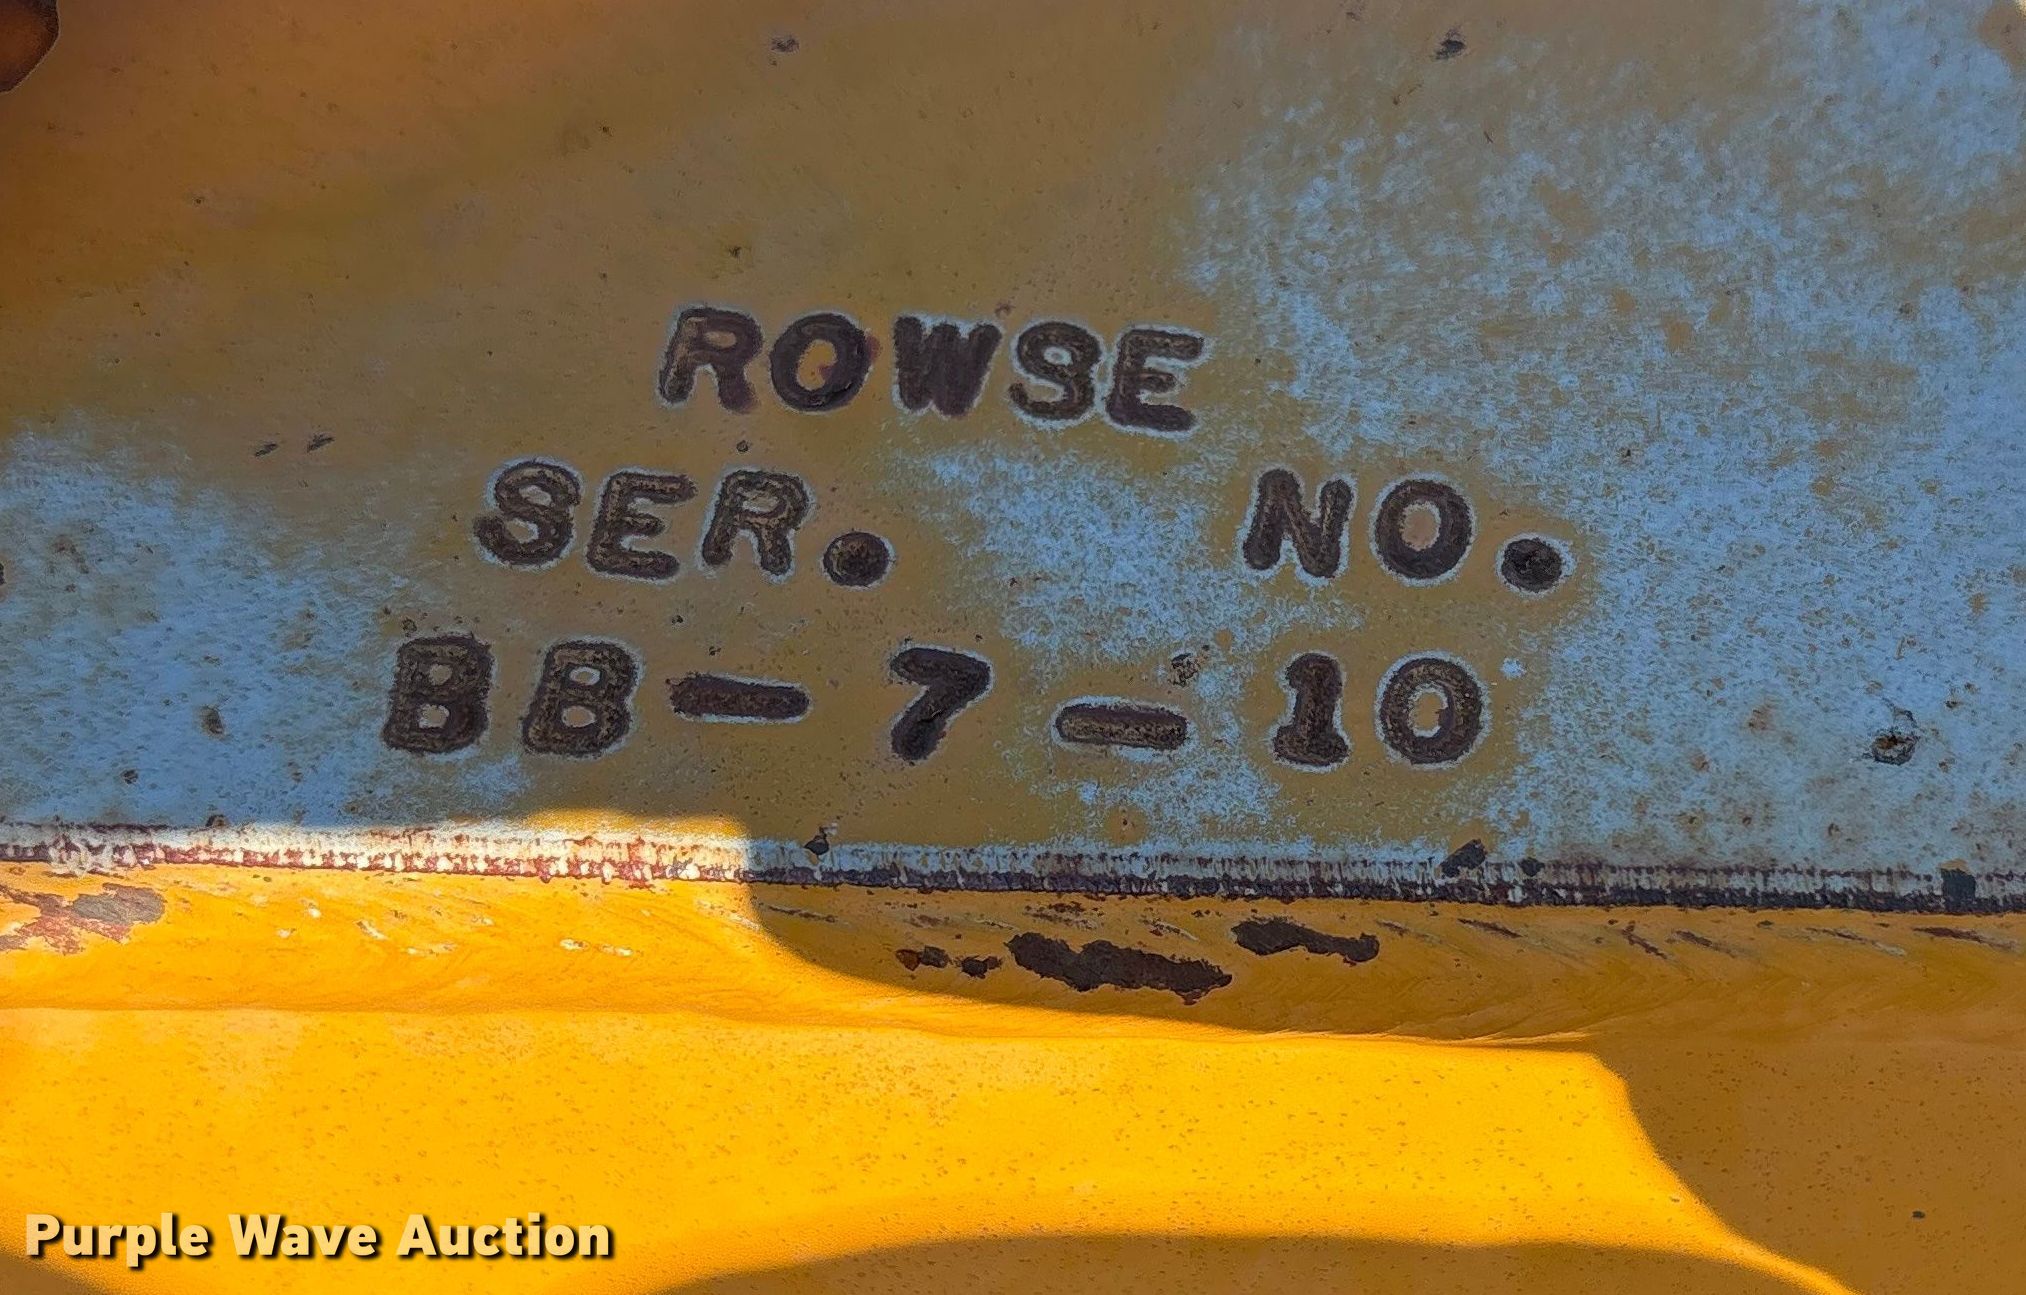 ROWSE
SER. NO.
BB-7-10
Purple Wave Auction